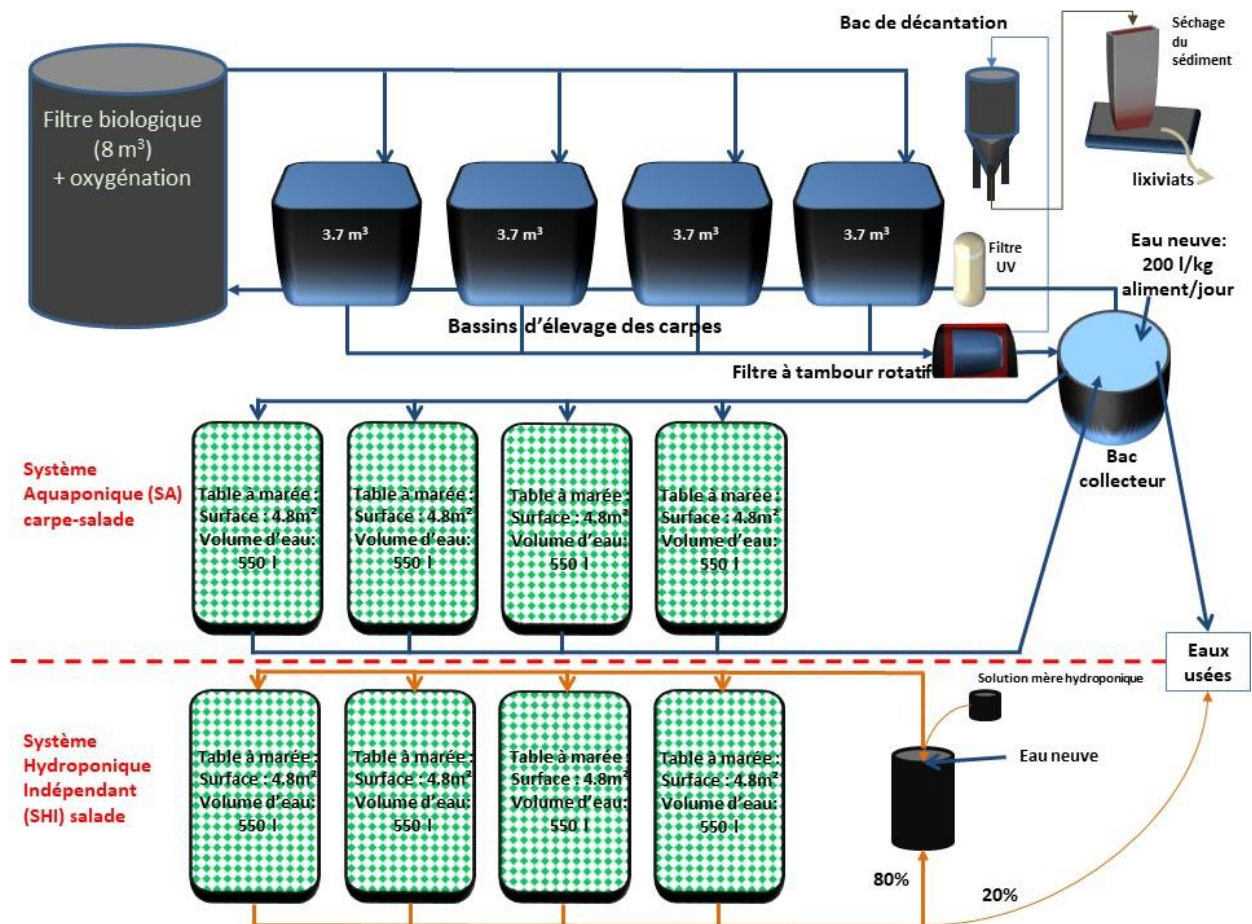 Bac de décantation
Séchage
du
sédiment
Filtre biologique
(8 m³)
+ oxygénation
lixiviats
3.7 m³
3.7 m³
3.7 m³
3.7 m³
Filtre
UV
Eau neuve:
200 l/kg
aliment/jour
Bassins d'élevage des carpes
Filtre à tambour rotatif
Bac
collecteur
Système
Aquaponique (SA)
carpe-salade
Table à marée :
Surface : 4.8m²
Volume d'eau:
550 l
Table à marée :
Surface : 4.8m²
Volume d'eau:
550 l
Table à marée :
Surface : 4.8m²
Volume d'eau:
550 l
Table à marée :
Surface : 4.8m²
Volume d'eau:
550 l
Eaux
usées
Solution mère hydroponique
Système
Hydroponique
Indépendant
(SHI) salade
Table à marée :
Surface : 4.8m²
Volume d'eau:
550 l
Table à marée :
Surface : 4.8m²
Volume d'eau:
550 l
Table à marée :
Surface : 4.8m²
Volume d'eau:
550 l
Table à marée :
Surface : 4.8m²
Volume d'eau:
550 l
Eau neuve
80%
20%